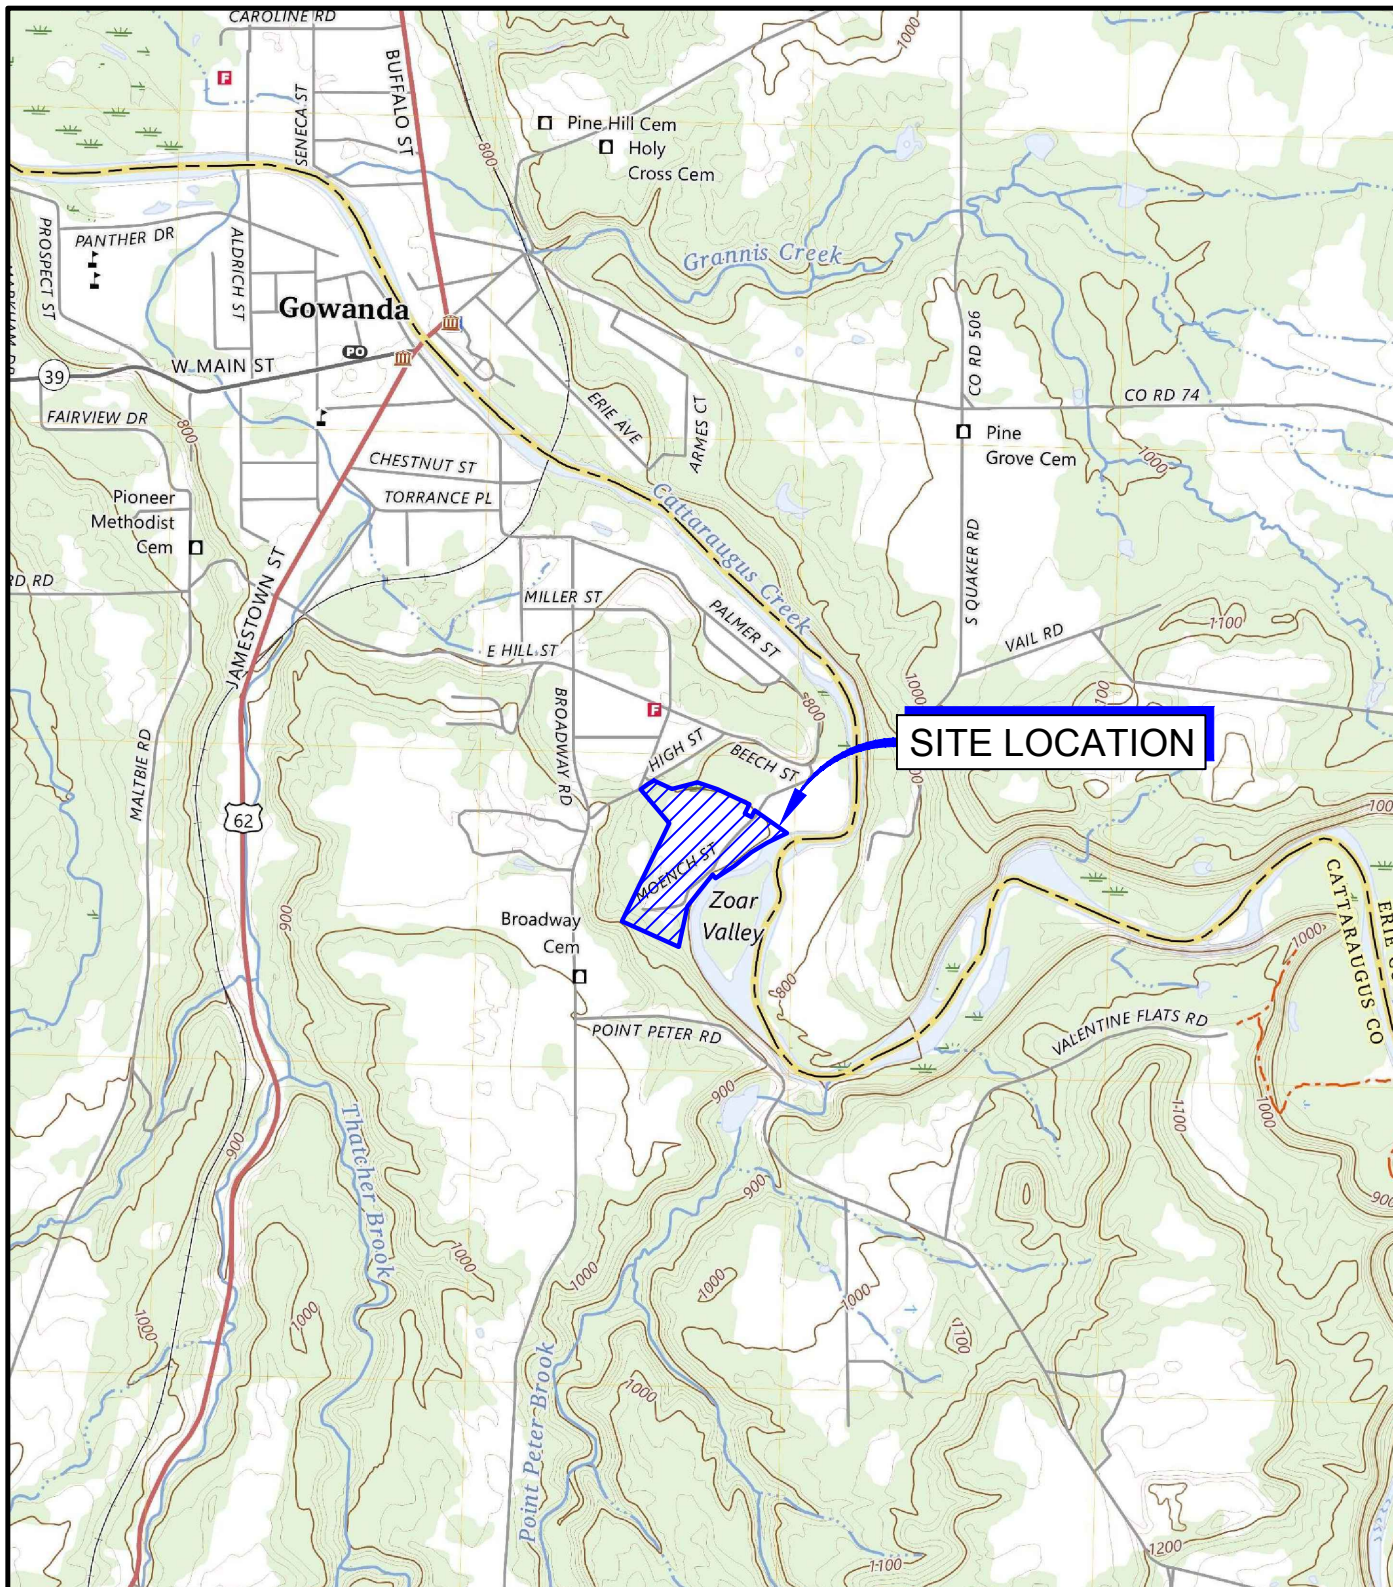 CAROLINE RD
BUFFALO ST
SENECA ST
F
1000
800
Pine Hill Cem
Holy
Cross Cem
Grannis Creek
PROSPECT ST
PANTHER DR
ALDRICH ST
Gowanda
PO
W MAIN ST
39
FAIRVIEW DR
800
ERIE AVE
ARMES CT
CO RD 506
CO RD 74
Pine
Grove Cem
1000
CHESTNUT ST
TORRANCE PL
Pioneer
Methodist
Cem
RD RD
JAMESTOWN ST
Cattaraugus Creek
MILLER ST
PALMER ST
E HILL ST
S QUAKER RD
VAIL RD
1100
1000
100
MALTBIE RD
BROADWAY RD
F
HIGH ST
BEECH ST
800
SITE LOCATION
62
MOENCH ST
Zoar
Valley
900
Broadway
Cem
800
POINT PETER RD
VALENTINE FLATS RD
CATTARAUGUS CO
ERIE
1000
100
900
900
Thatcher Brook
900
1100
1000
900
1000
1000
1000
1000
1000
1000
1100
1000
Point Peter Brook
1100
1200